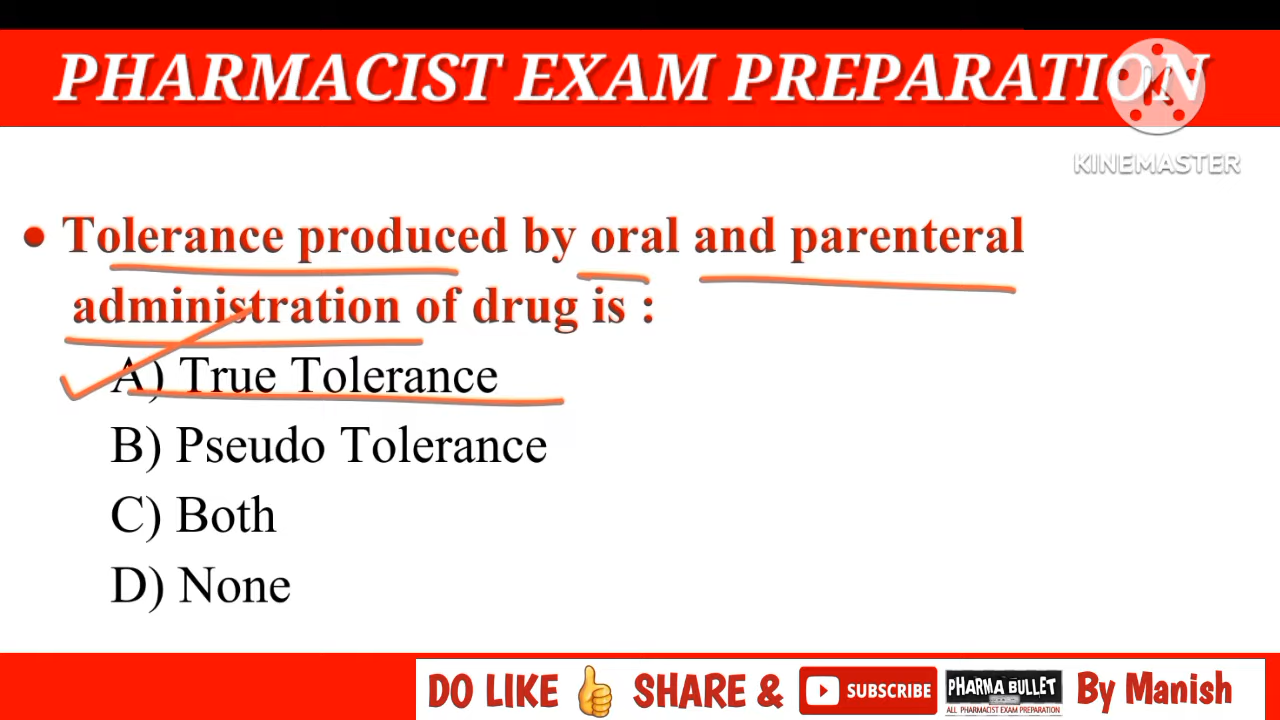 PHARMACIST EXAM PREPARATION
K
KINEMASTER
• Tolerance produced by oral and parenteral
administration of drug is :
A) True Tolerance
B) Pseudo Tolerance
C) Both
D) None
DO LIKE SHARE & SUBSCRIBE PHARMA BULLET By Manish
ALL PHARMACIST EXAM PREPARATION